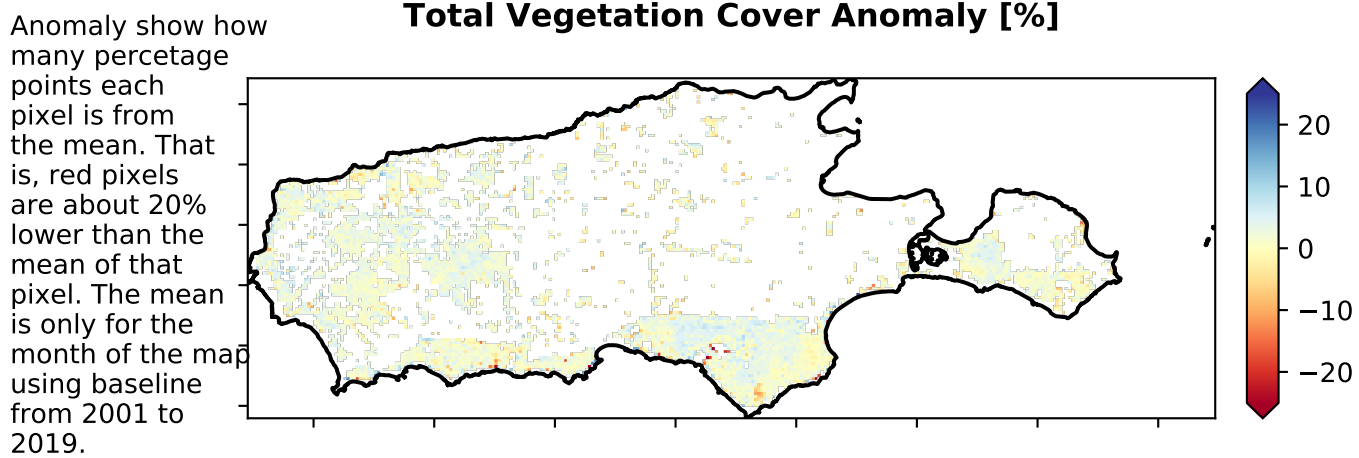 Total Vegetation Cover Anomaly [%]
Anomaly show how
many percetage
points each
pixel is from
the mean. That
is, red pixels
are about 20%
lower than the
mean of that
pixel. The mean
is only for the
month of the map
using baseline
from 2001 to
2019.
20
10
0
−10
−20